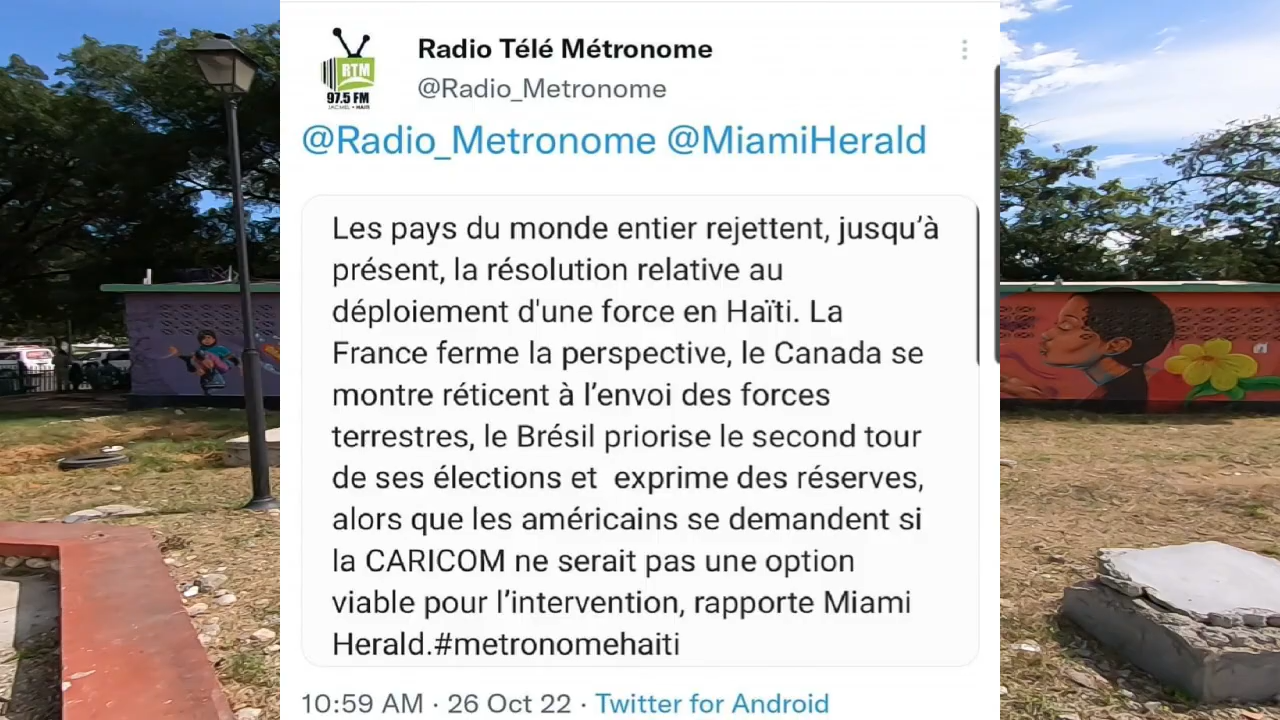 RTM
97.5 FM
JACMEL • HAITI
Radio Télé Métronome
@Radio_Metronome
@Radio_Metronome @MiamiHerald
Les pays du monde entier rejettent, jusqu’à
présent, la résolution relative au
déploiement d'une force en Haïti. La
France ferme la perspective, le Canada se
montre réticent à l’envoi des forces
terrestres, le Brésil priorise le second tour
de ses élections et  exprime des réserves,
alors que les américains se demandent si
la CARICOM ne serait pas une option
viable pour l’intervention, rapporte Miami
Herald.#metronomehaiti
10:59 AM · 26 Oct 22 · Twitter for Android